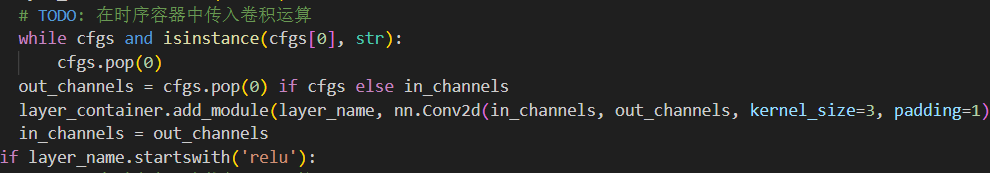 # TODO: 在时序容器中传入卷积运算
while cfgs and isinstance(cfgs[0], str):
cfgs.pop(0)
out_channels = cfgs.pop(0) if cfgs else in_channels
layer_container.add_module(layer_name, nn.Conv2d(in_channels, out_channels, kernel_size=3, padding=1)
in_channels = out_channels
if layer_name.startswith('relu'):